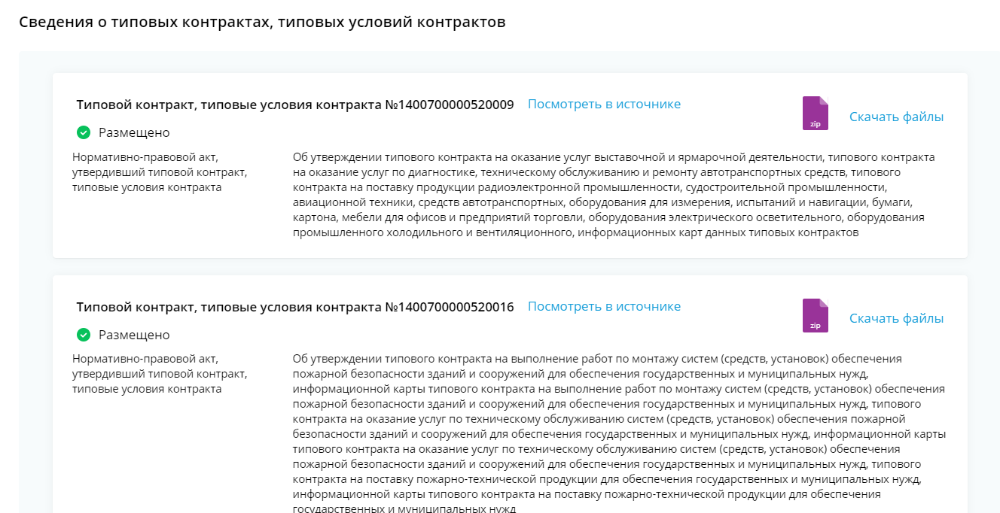 Сведения о типовых контрактах, типовых условий контрактов
Типовой контракт, типовые условия контракта №1400700000520009 Посмотреть в источнике
zip
Скачать файлы
Размещено
Нормативно-правовой акт,
утвердивший типовой контракт,
типовые условия контракта
Об утверждении типового контракта на оказание услуг выставочной и ярмарочной деятельности, типового контракта
на оказание услуг по диагностике, техническому обслуживанию и ремонту автотранспортных средств, типового
контракта на поставку продукции радиоэлектронной промышленности, судостроительной промышленности,
авиационной техники, средств автотранспортных, оборудования для измерения, испытаний и навигации, бумаги,
картона, мебели для офисов и предприятий торговли, оборудования электрического осветительного, оборудования
промышленного холодильного и вентиляционного, информационных карт данных типовых контрактов
Типовой контракт, типовые условия контракта №1400700000520016 Посмотреть в источнике
zip
Скачать файлы
Размещено
Нормативно-правовой акт,
утвердивший типовой контракт,
типовые условия контракта
Об утверждении типового контракта на выполнение работ по монтажу систем (средств, установок) обеспечения
пожарной безопасности зданий и сооружений для обеспечения государственных и муниципальных нужд,
информационной карты типового контракта на выполнение работ по монтажу систем (средств, установок) обеспечения
пожарной безопасности зданий и сооружений для обеспечения государственных и муниципальных нужд, типового
контракта на оказание услуг по техническому обслуживанию систем (средств, установок) обеспечения пожарной
безопасности зданий и сооружений для обеспечения государственных и муниципальных нужд, информационной карты
типового контракта на оказание услуг по техническому обслуживанию систем (средств, установок) обеспечения
пожарной безопасности зданий и сооружений для обеспечения государственных и муниципальных нужд, типового
контракта на поставку пожарно-технической продукции для обеспечения государственных и муниципальных нужд,
информационной карты типового контракта на поставку пожарно-технической продукции для обеспечения
государственных и муниципальных нужд